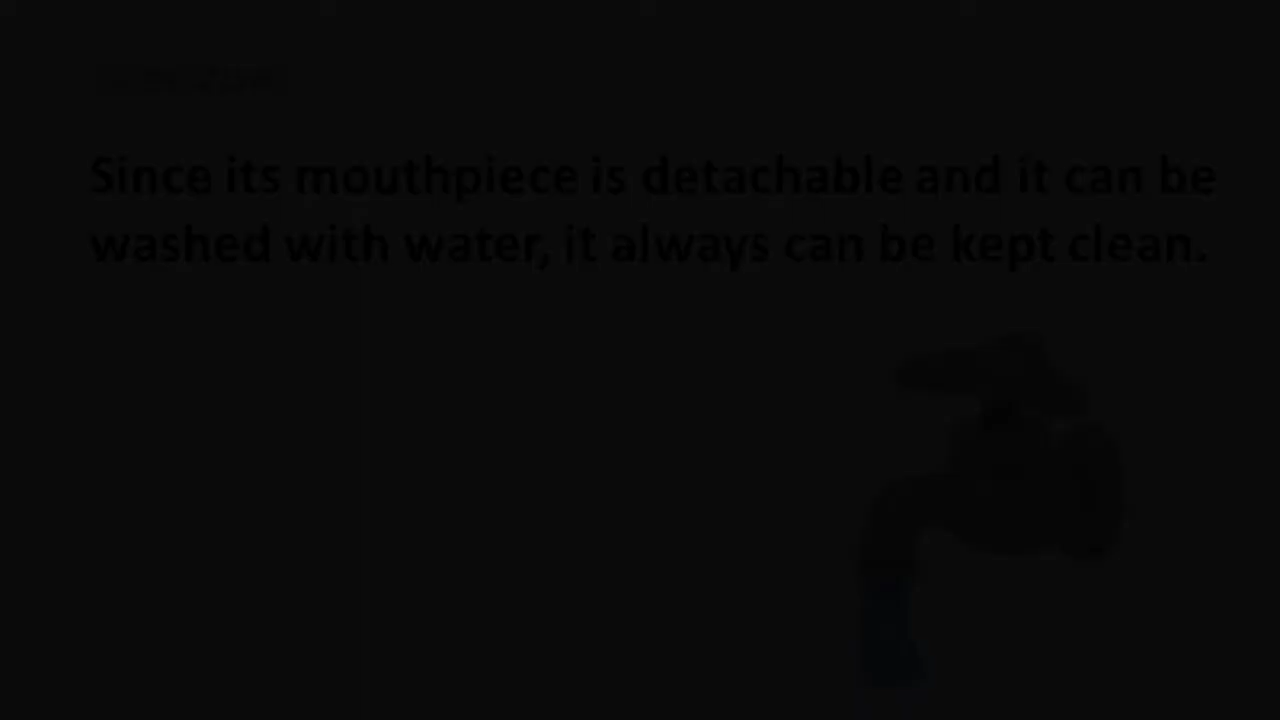 Since its mouthpiece is detachable and it can be
washed with water, it always can be kept clean.